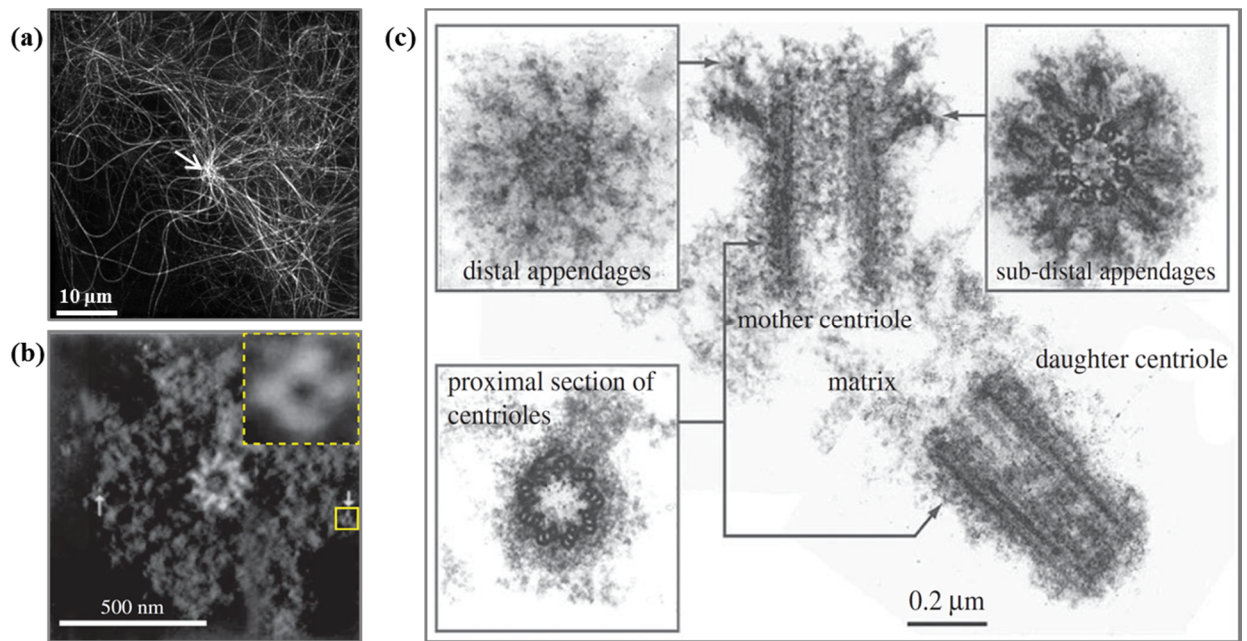 (a)
10 µm
(b)
500 nm
(c)
distal appendages
sub-distal appendages
mother centriole
daughter centriole
matrix
proximal section of
centrioles
0.2 µm